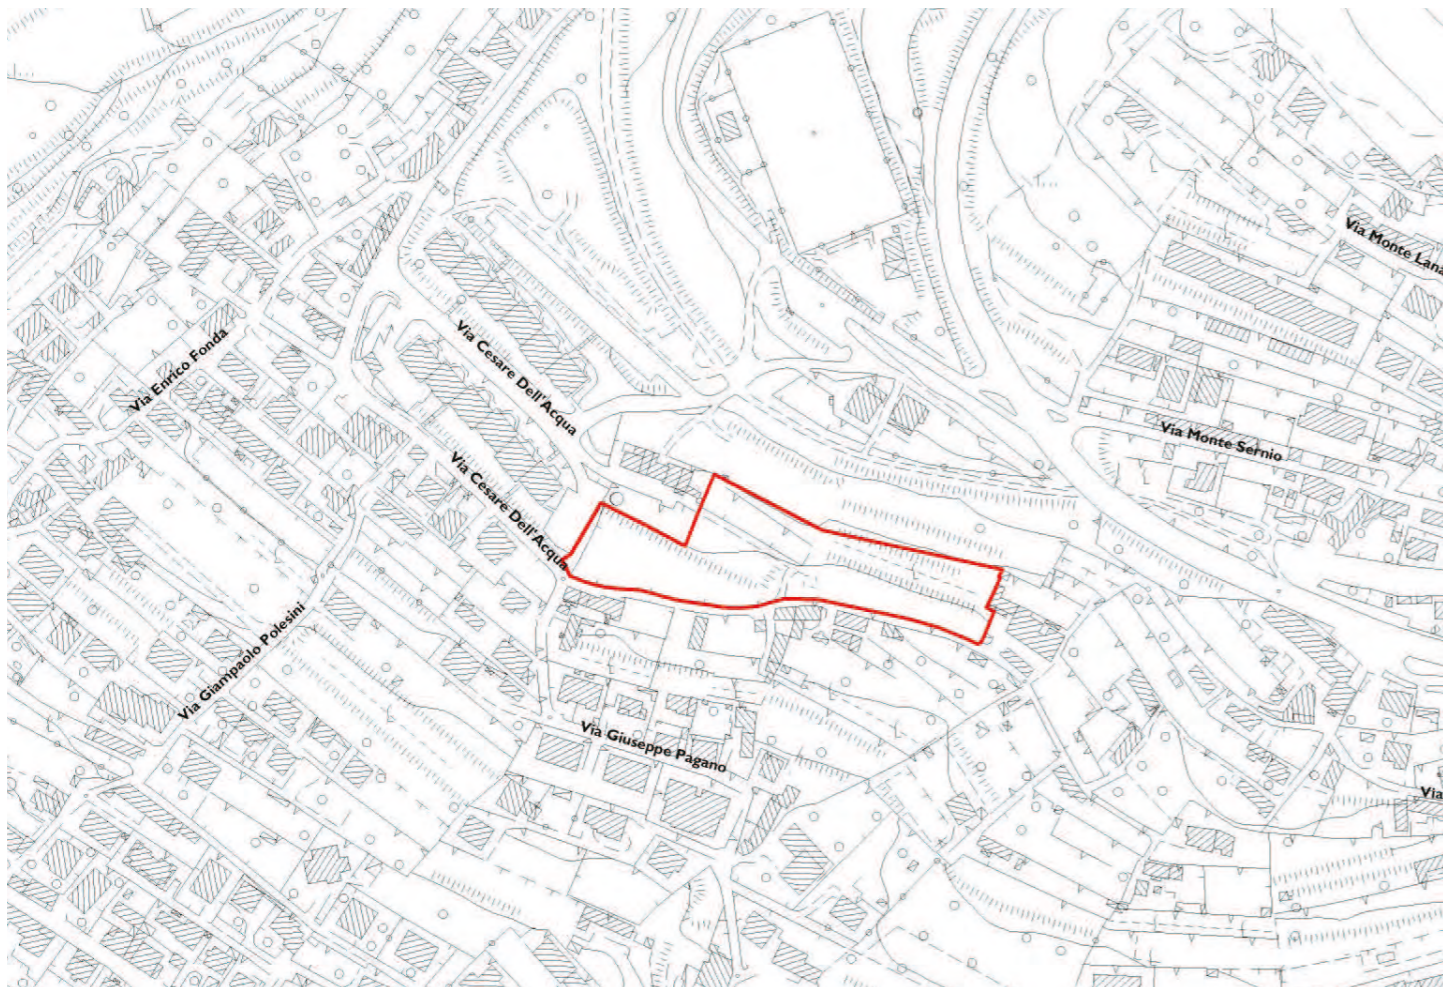 Via Monte Lana
Via Enrico Fonda
Via Cesare Dell'Acqua
Via Monte Sernio
Via Cesare Dell'Acqua
Via Giampaolo Polesini
Via Giuseppe Pagano
Via